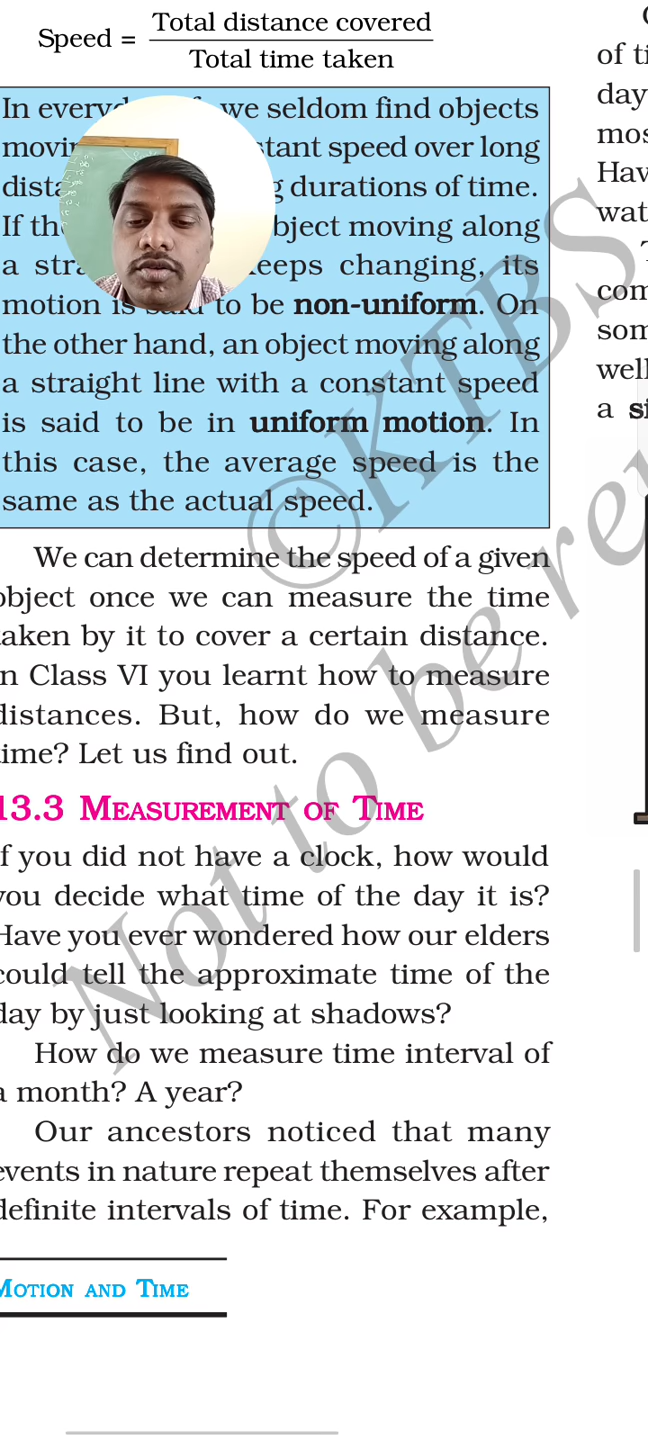 Speed = Total distance covered
Total time taken
In everyday we seldom find objects
stant speed over long
durations of time.
If object moving along
a keeps changing, its
motion is said to be non-uniform. On
the other hand, an object moving along
a straight line with a constant speed
is said to be in uniform motion. In
this case, the average speed is the
same as the actual speed.
We can determine the speed of a given
object once we can measure the time
taken by it to cover a certain distance.
In Class VI you learnt how to measure
distances. But, how do we measure
time? Let us find out.
13.3 MEASUREMENT OF TIME
If you did not have a clock, how would
you decide what time of the day it is?
Have you ever wondered how our elders
could tell the approximate time of the
day by just looking at shadows?
How do we measure time interval of
a month? A year?
Our ancestors noticed that many
events in nature repeat themselves after
definite intervals of time. For example,
MOTION AND TIME
of ti
day
mos
Hav
wat
T
com
som
well
a si
©KTBS
Not to be re